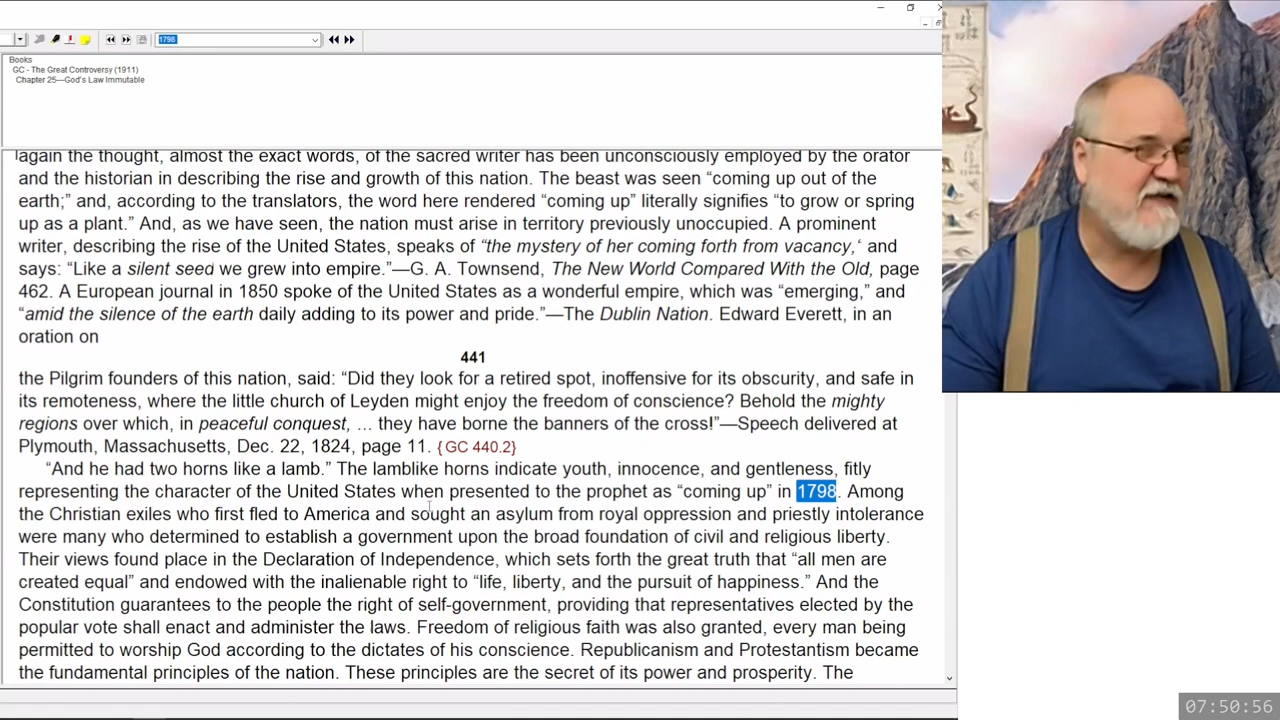 1798
Books
GC - The Great Controversy (1911)
Chapter 25—God's Law Immutable
again the thought, almost the exact words, of the sacred writer has been unconsciously employed by the orator
and the historian in describing the rise and growth of this nation. The beast was seen “coming up out of the
earth;” and, according to the translators, the word here rendered “coming up” literally signifies “to grow or spring
up as a plant.” And, as we have seen, the nation must arise in territory previously unoccupied. A prominent
writer, describing the rise of the United States, speaks of “the mystery of her coming forth from vacancy,‘ and
says: “Like a silent seed we grew into empire.”—G. A. Townsend, The New World Compared With the Old, page
462. A European journal in 1850 spoke of the United States as a wonderful empire, which was “emerging,” and
“amid the silence of the earth daily adding to its power and pride.”—The Dublin Nation. Edward Everett, in an
oration on
441
the Pilgrim founders of this nation, said: “Did they look for a retired spot, inoffensive for its obscurity, and safe in
its remoteness, where the little church of Leyden might enjoy the freedom of conscience? Behold the mighty
regions over which, in peaceful conquest, ... they have borne the banners of the cross!”—Speech delivered at
Plymouth, Massachusetts, Dec. 22, 1824, page 11. {GC 440.2}
“And he had two horns like a lamb.” The lamblike horns indicate youth, innocence, and gentleness, fitly
representing the character of the United States when presented to the prophet as “coming up” in 1798. Among
the Christian exiles who first fled to America and sought an asylum from royal oppression and priestly intolerance
were many who determined to establish a government upon the broad foundation of civil and religious liberty.
Their views found place in the Declaration of Independence, which sets forth the great truth that “all men are
created equal” and endowed with the inalienable right to “life, liberty, and the pursuit of happiness.” And the
Constitution guarantees to the people the right of self-government, providing that representatives elected by the
popular vote shall enact and administer the laws. Freedom of religious faith was also granted, every man being
permitted to worship God according to the dictates of his conscience. Republicanism and Protestantism became
the fundamental principles of the nation. These principles are the secret of its power and prosperity. The
07:50:56